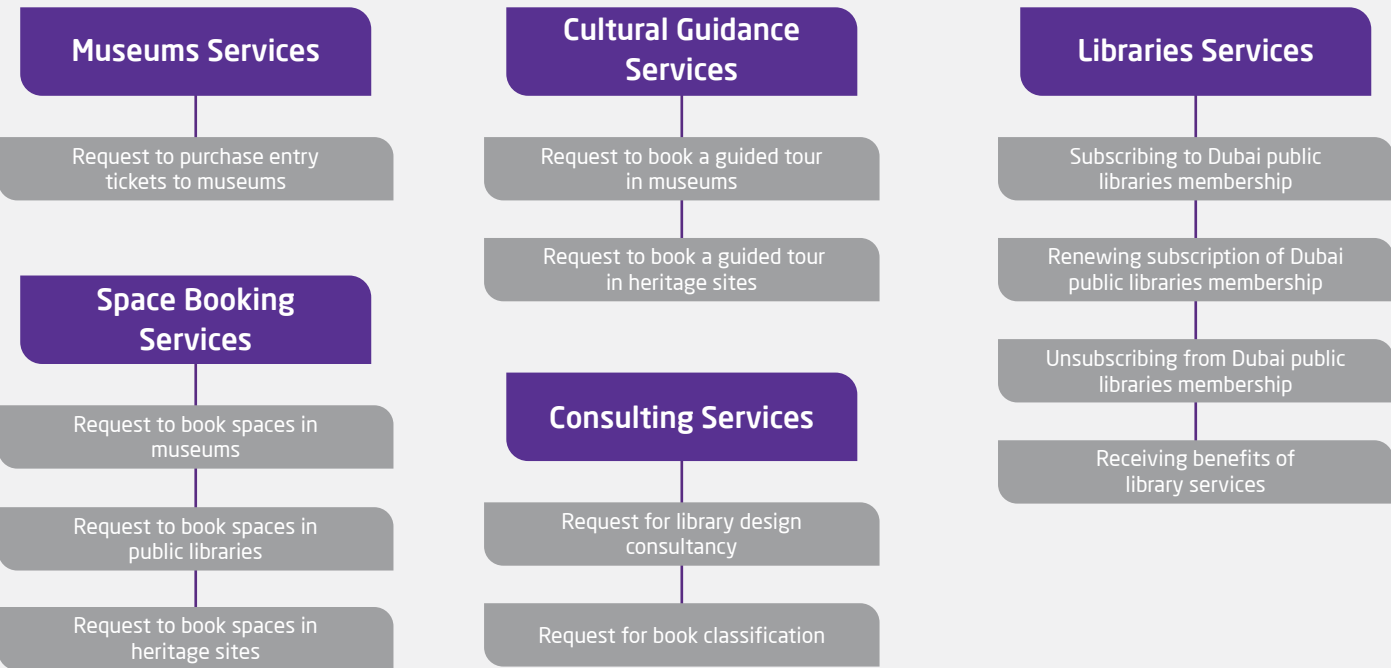 Museums Services
Request to purchase entry
tickets to museums
Space Booking
Services
Request to book spaces in
museums
Request to book spaces in
public libraries
Request to book spaces in
heritage sites
Cultural Guidance
Services
Request to book a guided tour
in museums
Request to book a guided tour
in heritage sites
Consulting Services
Request for library design
consultancy
Request for book classification
Libraries Services
Subscribing to Dubai public
libraries membership
Renewing subscription of Dubai
public libraries membership
Unsubscribing from Dubai public
libraries membership
Receiving benefits of
library services